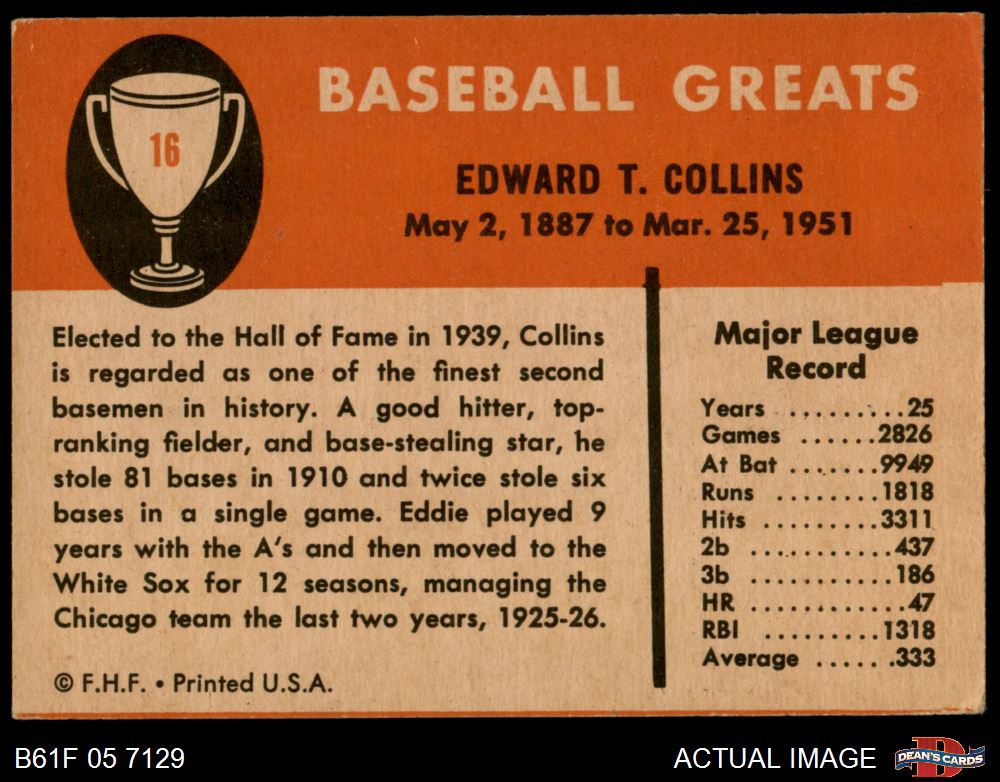 16
BASEBALL GREATS
EDWARD T. COLLINS
May 2, 1887 to Mar. 25, 1951
Elected to the Hall of Fame in 1939, Collins
is regarded as one of the finest second
basemen in history. A good hitter, top-
ranking fielder, and base-stealing star, he
stole 81 bases in 1910 and twice stole six
bases in a single game. Eddie played 9
years with the A's and then moved to the
White Sox for 12 seasons, managing the
Chicago team the last two years, 1925-26.
© F.H.F. • Printed U.S.A.
Major League
Record
Years ..........25
Games ......2826
At Bat ........9949
Runs ........1818
Hits ..........3311
2b ............437
3b ............186
HR ............47
RBI ..........1318
Average .......333
B61F 05 7129
ACTUAL IMAGE
D
DEAN'S CARDS